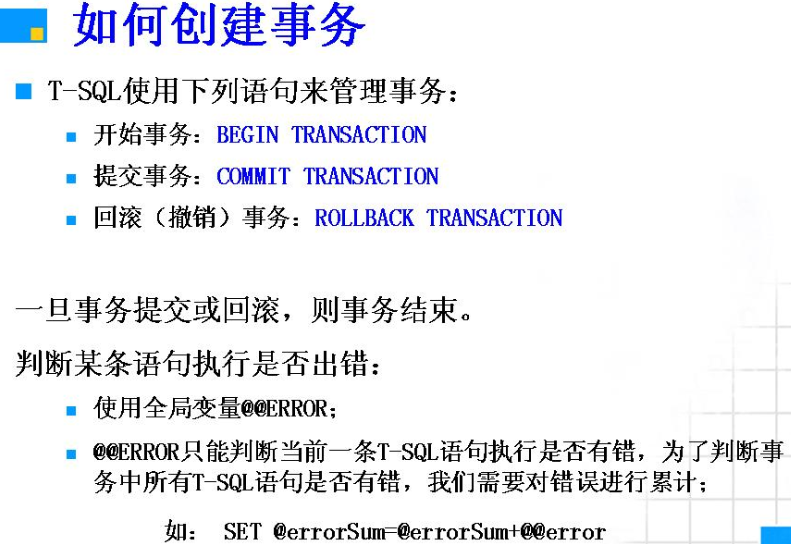 如何创建事务
T-SQL使用下列语句来管理事务：
开始事务：BEGIN TRANSACTION
提交事务：COMMIT TRANSACTION
回滚（撤销）事务：ROLLBACK TRANSACTION
一旦事务提交或回滚，则事务结束。
判断某条语句执行是否出错：
使用全局变量@@ERROR；
@@ERROR只能判断当前一条T-SQL语句执行是否有错，为了判断事
务中所有T-SQL语句是否有错，我们需要对错误进行累计；
如： SET @errorSum=@errorSum+@@error